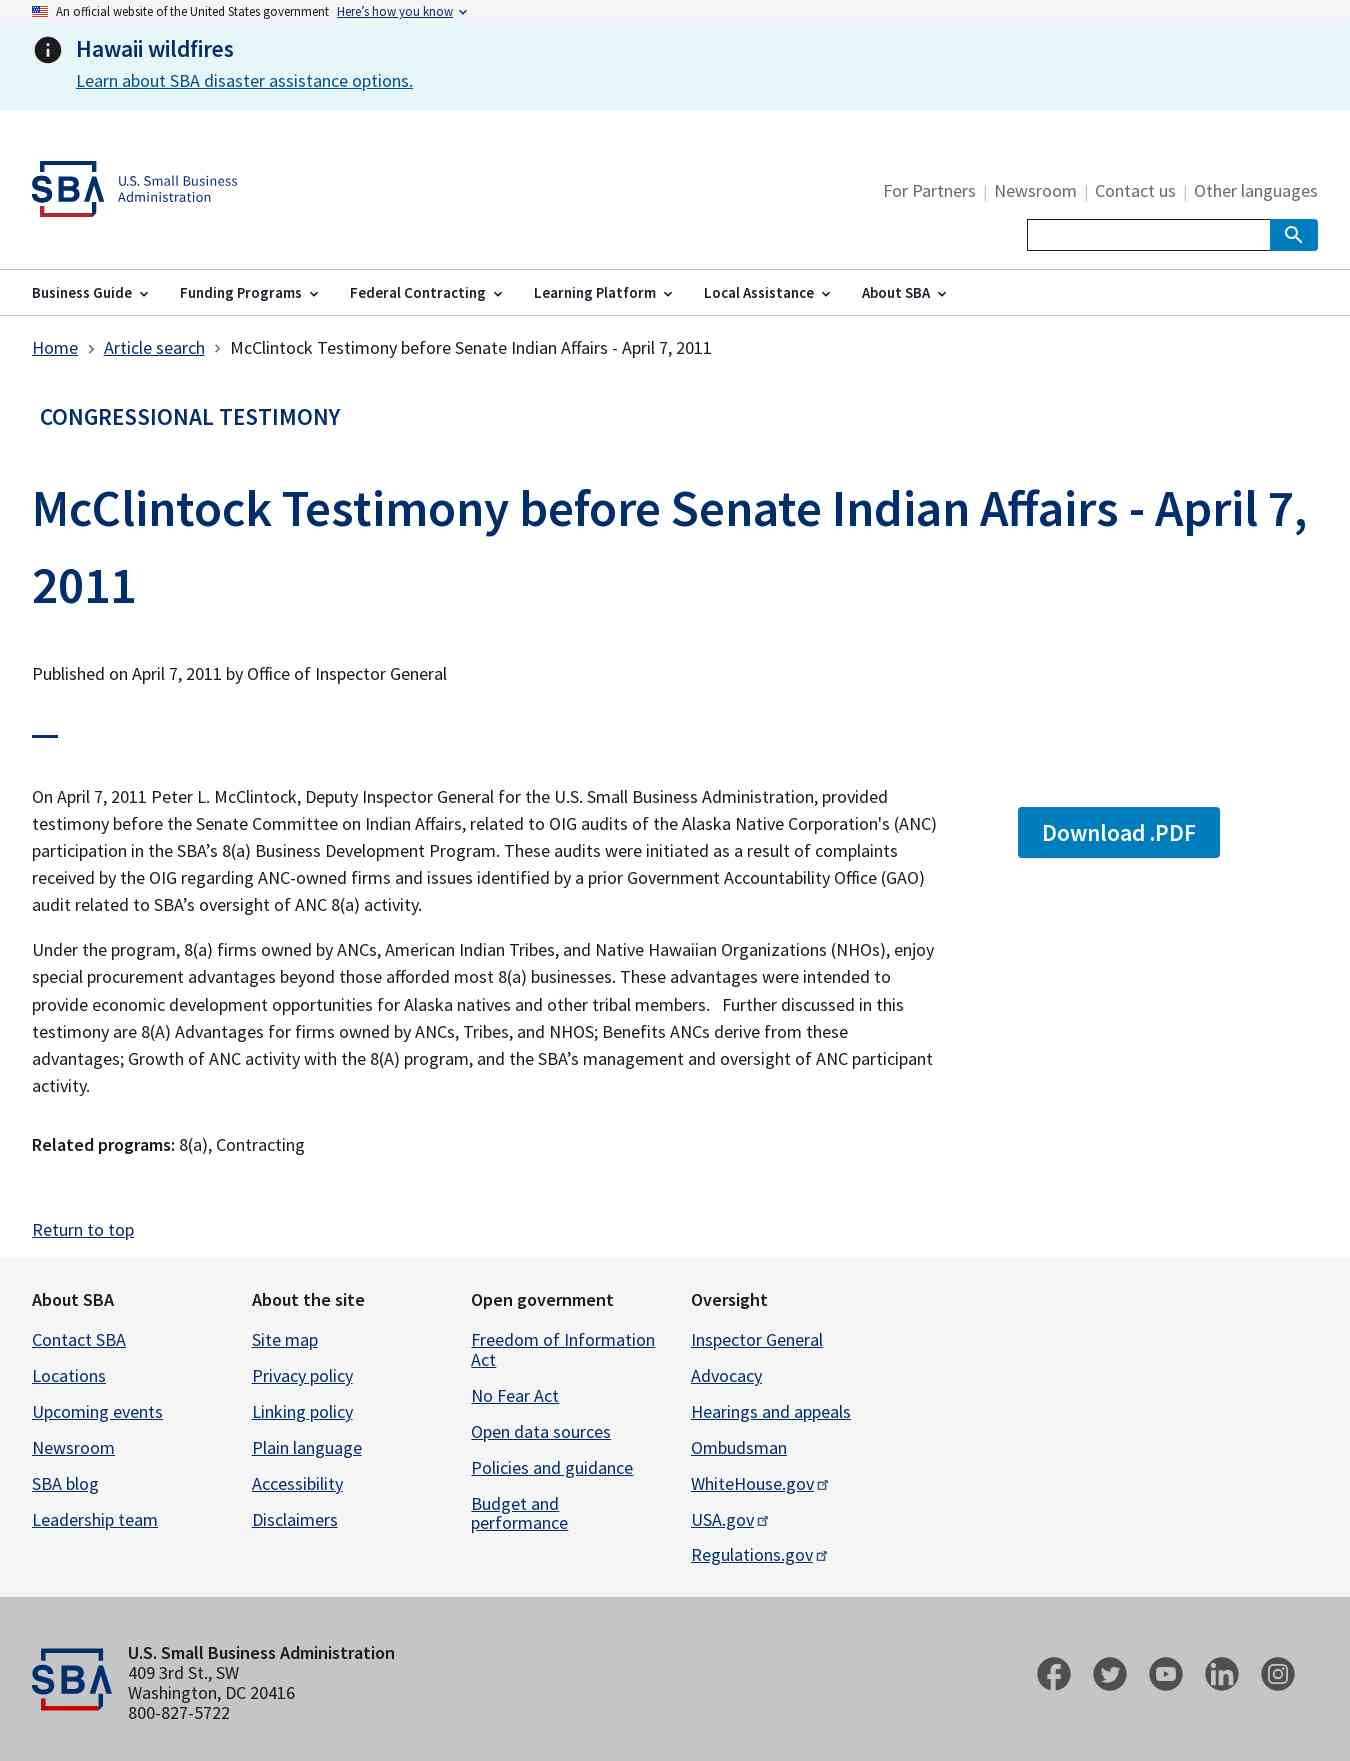 An official website of the United States government Here's how you know
Hawaii wildfires
Learn about SBA disaster assistance options.
SBA U.S. Small Business
Administration
For Partners | Newsroom | Contact us | Other languages
Business Guide Funding Programs Federal Contracting Learning Platform Local Assistance About SBA
Home Article search McClintock Testimony before Senate Indian Affairs - April 7, 2011
CONGRESSIONAL TESTIMONY
McClintock Testimony before Senate Indian Affairs - April 7,
2011
Published on April 7, 2011 by Office of Inspector General
On April 7, 2011 Peter L. McClintock, Deputy Inspector General for the U.S. Small Business Administration, provided
testimony before the Senate Committee on Indian Affairs, related to OIG audits of the Alaska Native Corporation's (ANC)
participation in the SBA’s 8(a) Business Development Program. These audits were initiated as a result of complaints
received by the OIG regarding ANC-owned firms and issues identified by a prior Government Accountability Office (GAO)
audit related to SBA’s oversight of ANC 8(a) activity.
Download .PDF
Under the program, 8(a) firms owned by ANCs, American Indian Tribes, and Native Hawaiian Organizations (NHOs), enjoy
special procurement advantages beyond those afforded most 8(a) businesses. These advantages were intended to
provide economic development opportunities for Alaska natives and other tribal members.   Further discussed in this
testimony are 8(A) Advantages for firms owned by ANCs, Tribes, and NHOS; Benefits ANCs derive from these
advantages; Growth of ANC activity with the 8(A) program, and the SBA’s management and oversight of ANC participant
activity.
Related programs: 8(a), Contracting
Return to top
About SBA
Contact SBA
Locations
Upcoming events
Newsroom
SBA blog
Leadership team
About the site
Site map
Privacy policy
Linking policy
Plain language
Accessibility
Disclaimers
Open government
Freedom of Information
Act
No Fear Act
Open data sources
Policies and guidance
Budget and
performance
Oversight
Inspector General
Advocacy
Hearings and appeals
Ombudsman
WhiteHouse.gov
USA.gov
Regulations.gov
SBA
U.S. Small Business Administration
409 3rd St., SW
Washington, DC 20416
800-827-5722